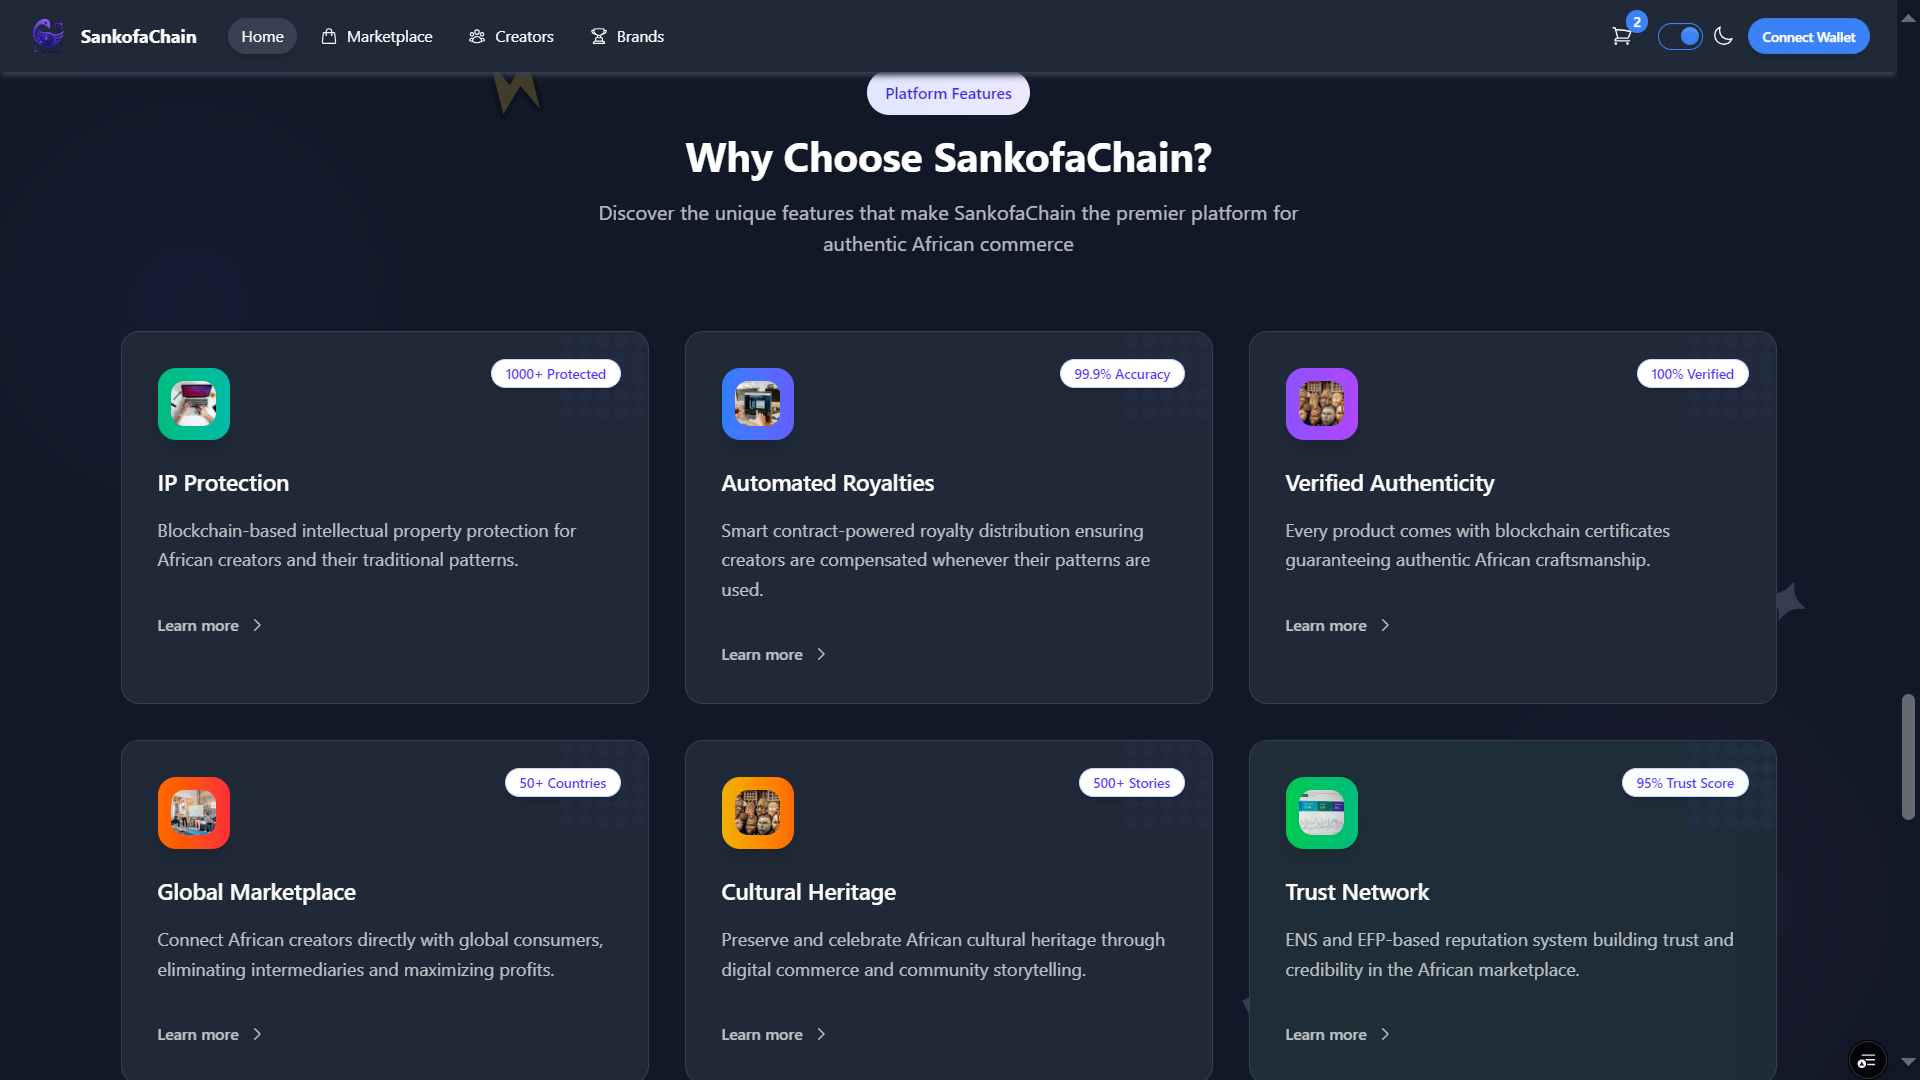 SankofaChain
Home
Marketplace
Creators
Brands
2
Connect Wallet
Platform Features
Why Choose SankofaChain?
Discover the unique features that make SankofaChain the premier platform for
authentic African commerce
1000+ Protected
IP Protection
Blockchain-based intellectual property protection for
African creators and their traditional patterns.
Learn more
99.9% Accuracy
Automated Royalties
Smart contract-powered royalty distribution ensuring
creators are compensated whenever their patterns are
used.
Learn more
100% Verified
Verified Authenticity
Every product comes with blockchain certificates
guaranteeing authentic African craftsmanship.
Learn more
50+ Countries
Global Marketplace
Connect African creators directly with global consumers,
eliminating intermediaries and maximizing profits.
Learn more
500+ Stories
Cultural Heritage
Preserve and celebrate African cultural heritage through
digital commerce and community storytelling.
Learn more
95% Trust Score
Trust Network
ENS and EFP-based reputation system building trust and
credibility in the African marketplace.
Learn more